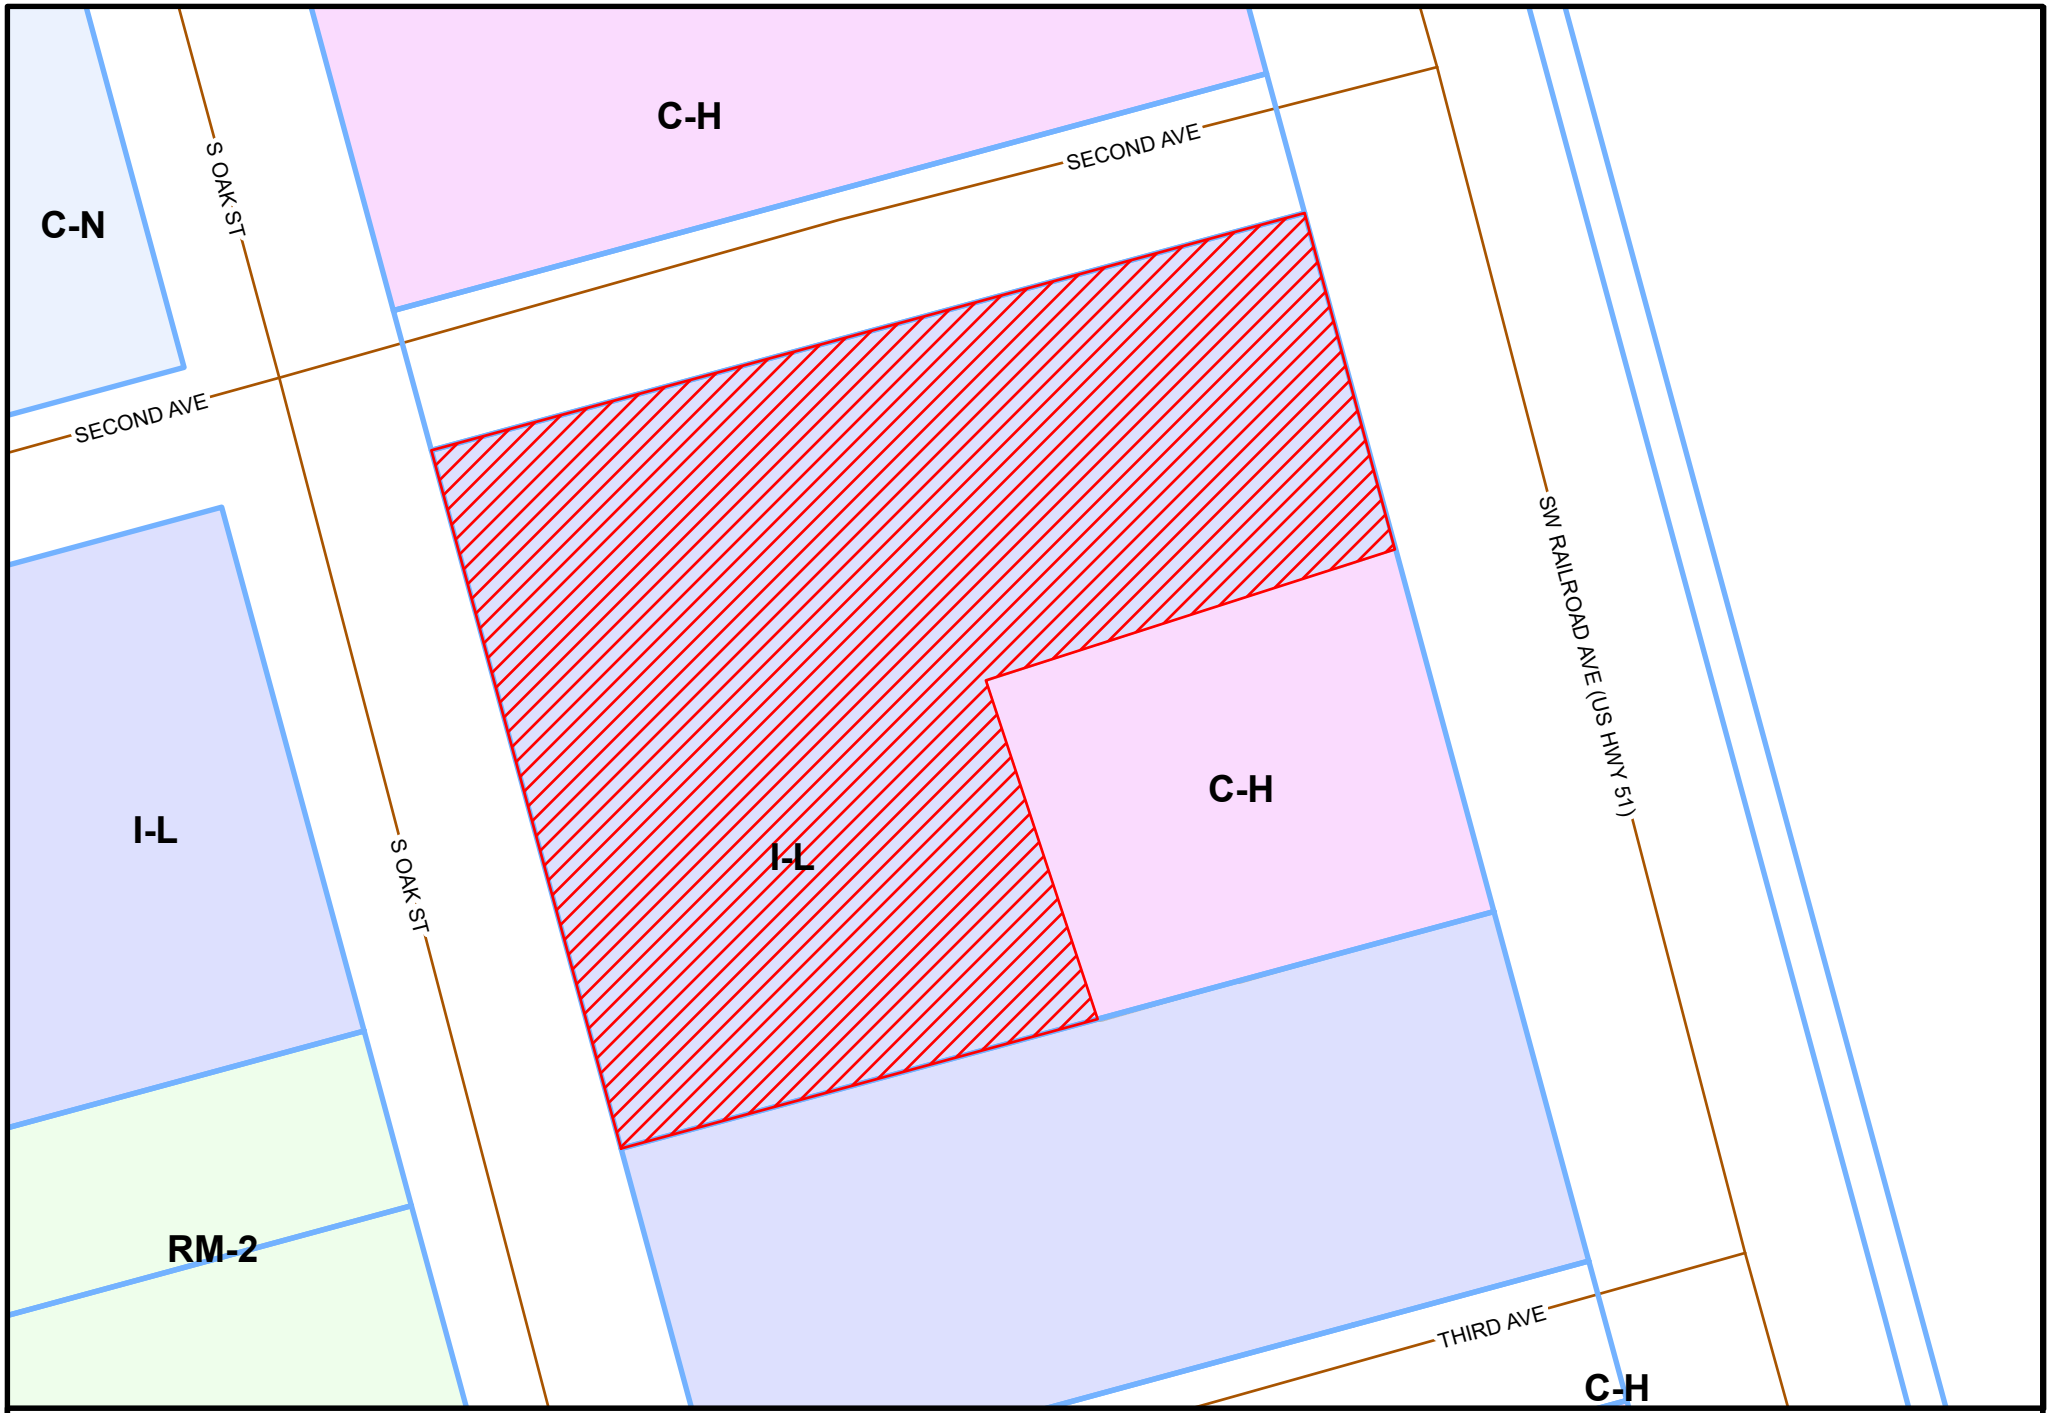 C-H
SECOND AVE
S OAK ST
C-N
SECOND AVE
SW RAILROAD AVE (US HWY 51)
C-H
I-L
I-L
S OAK ST
RM-2
THIRD AVE
C-H